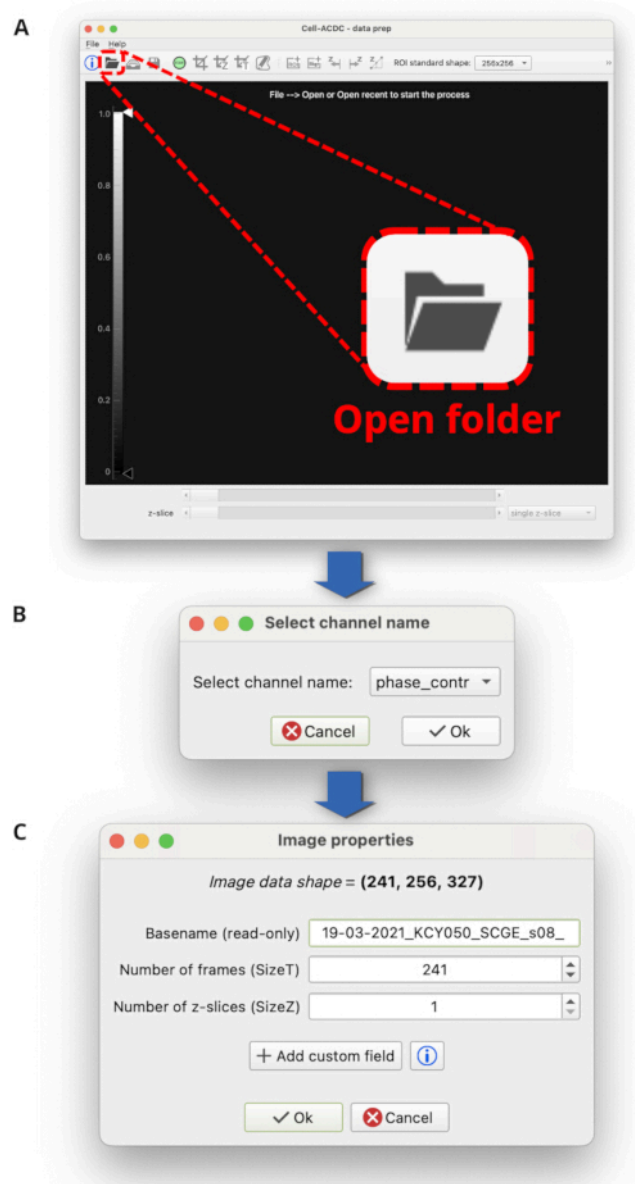 A
Cell-ACDC - data prep
File Help
ROI standard shape: 256x256
»
File --> Open or Open recent to start the process
1.0
0.8
0.6
0.4
0.2
0
Open folder
z-slice single z-slice
B
Select channel name
Select channel name: phase_contr
Cancel Ok
C
Image properties
Image data shape = (241, 256, 327)
Basename (read-only) 19-03-2021_KCY050_SCGE_s08_
Number of frames (SizeT) 241
Number of z-slices (SizeZ) 1
+ Add custom field
Ok Cancel